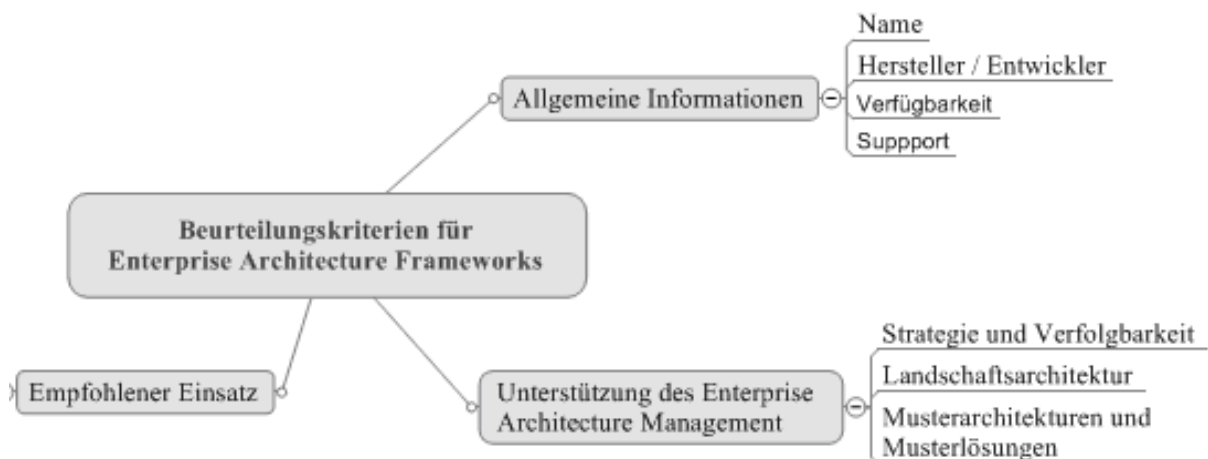 Name
Hersteller / Entwickler
Allgemeine Informationen
Verfügbarkeit
Suppport
Beurteilungskriterien für
Enterprise Architecture Frameworks
Strategie und Verfolgbarkeit
Empfohlener Einsatz
Unterstützung des Enterprise
Architecture Management
Landschaftsarchitektur
Musterarchitekturen und
Musterlösungen